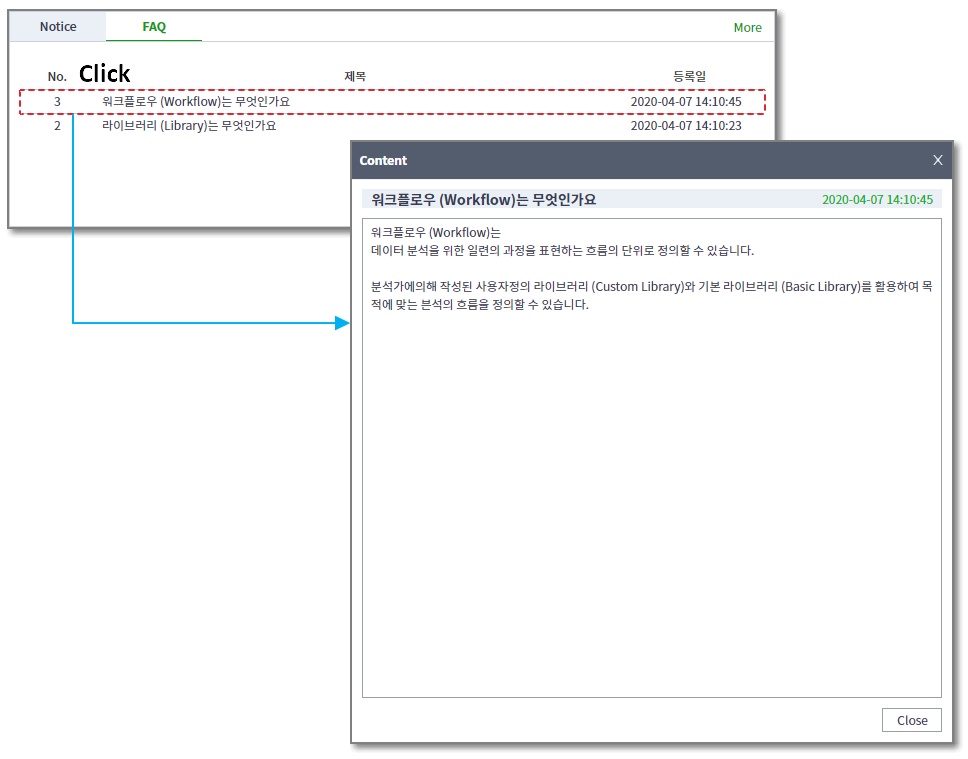 Notice FAQ More
No. Click 제목 등록일
3 워크플로우 (Workflow)는 무엇인가요 2020-04-07 14:10:45
2 라이브러리 (Library)는 무엇인가요 2020-04-07 14:10:23
Content X
워크플로우 (Workflow)는 무엇인가요 2020-04-07 14:10:45
워크플로우 (Workflow)는
데이터 분석을 위한 일련의 과정을 표현하는 흐름의 단위로 정의할 수 있습니다.
분석가에의해 작성된 사용자정의 라이브러리 (Custom Library)와 기본 라이브러리 (Basic Library)를 활용하여 목
적에 맞는 분석의 흐름을 정의할 수 있습니다.
Close